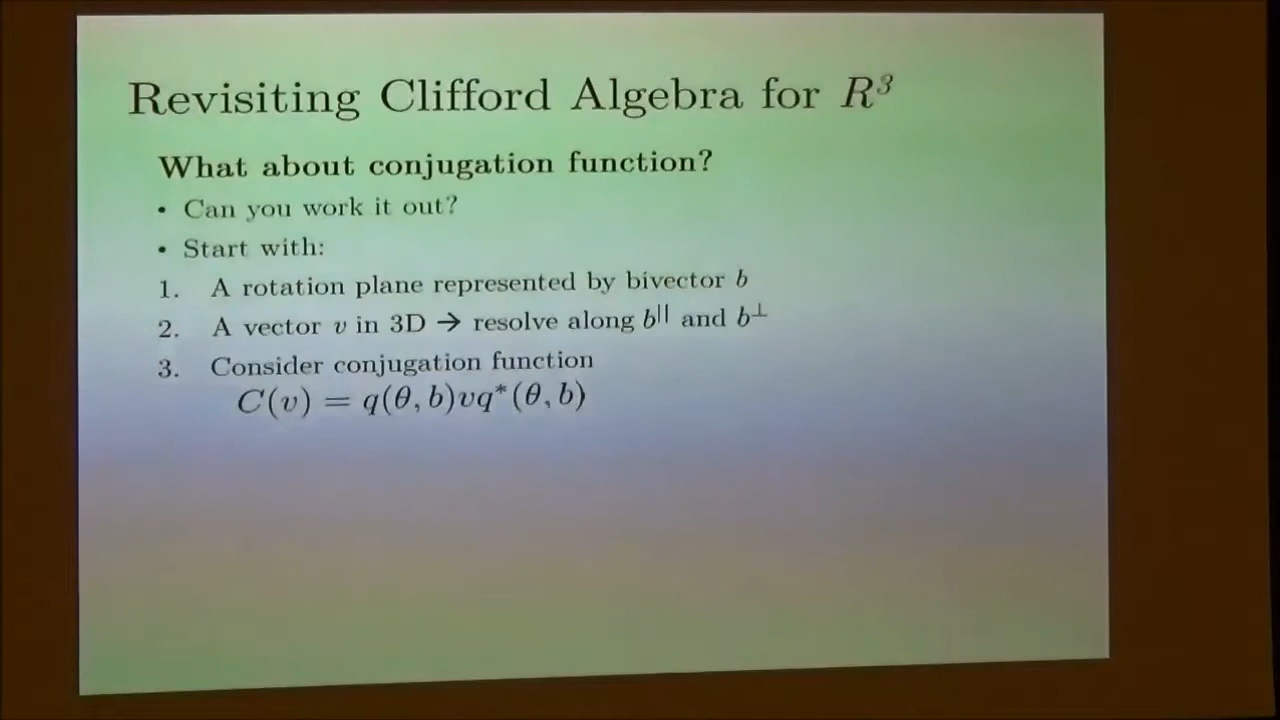 Revisiting Clifford Algebra for R³
What about conjugation function?
• Can you work it out?
• Start with:
1. A rotation plane represented by bivector b
2. A vector v in 3D → resolve along b^|| and b^⊥
3. Consider conjugation function
C(v) = q(θ, b)vq*(θ, b)